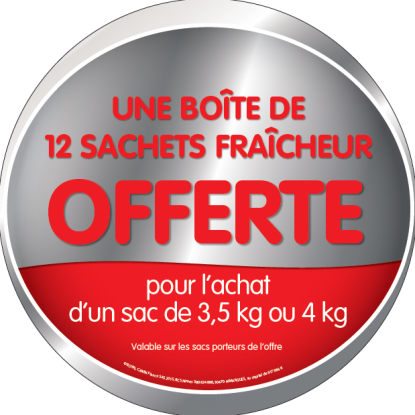 UNE BOÎTE DE
12 SACHETS FRAÎCHEUR
OFFERTE
pour l'achat
d'un sac de 3,5 kg ou 4 kg
Valable sur les sacs porteurs de l'offre